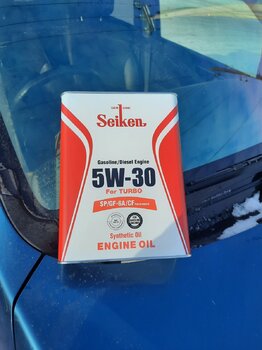 Seiken
Gasoline/Diesel Engine
5W-30
For TURBO
SP/GF-6A/CF
Synthetic Oil
ENGINE OIL